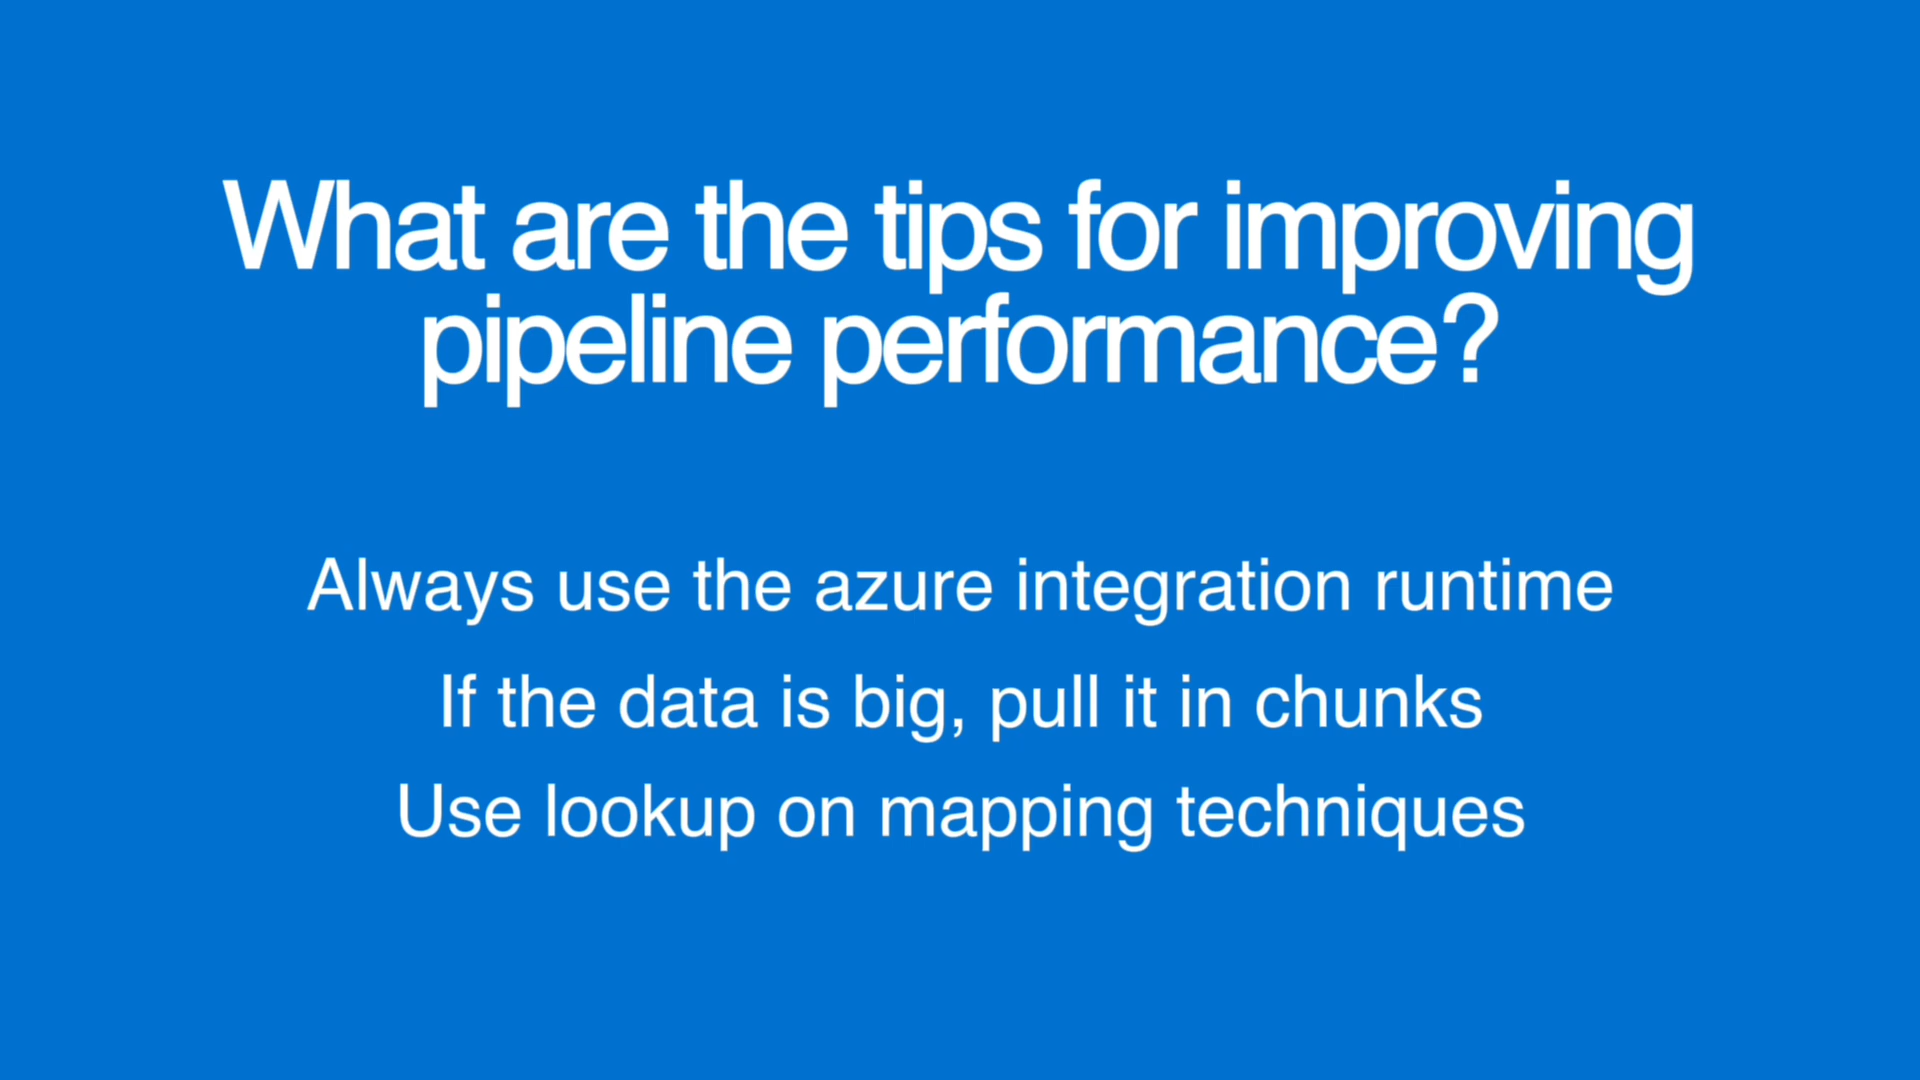 What are the tips for improving
pipeline performance?
Always use the azure integration runtime
If the data is big, pull it in chunks
Use lookup on mapping techniques